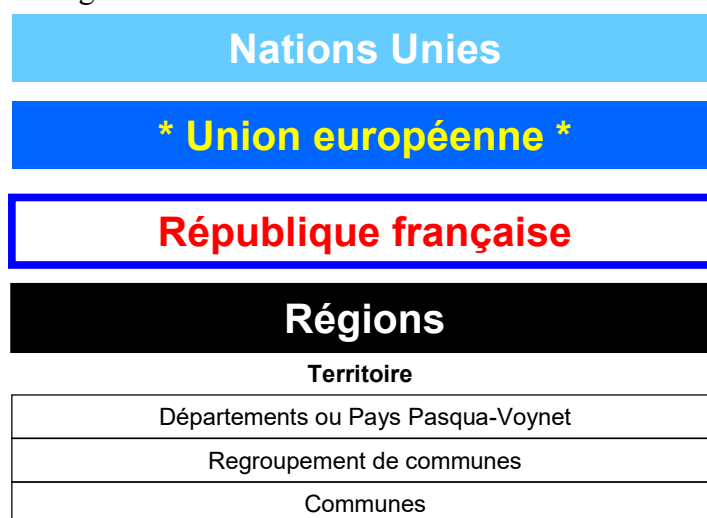 Nations Unies
* Union européenne *
République française
Régions
Territoire
Départements ou Pays Pasqua-Voynet
Regroupement de communes
Communes